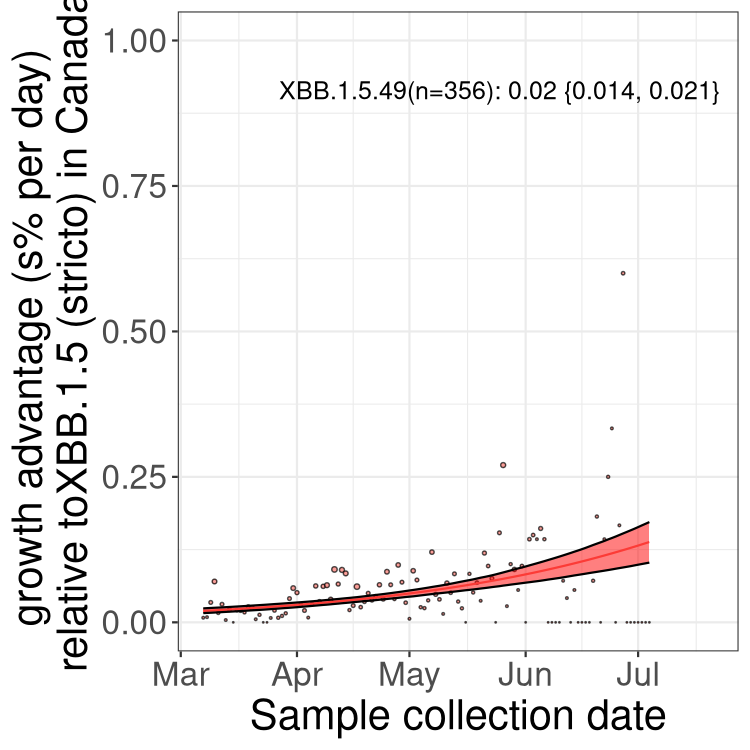 growth advantage (s% per day)
relative toXBB.1.5 (stricto) in Canada
1.00
0.75
0.50
0.25
0.00
XBB.1.5.49(n=356): 0.02 {0.014, 0.021}
Mar Apr May Jun Jul
Sample collection date